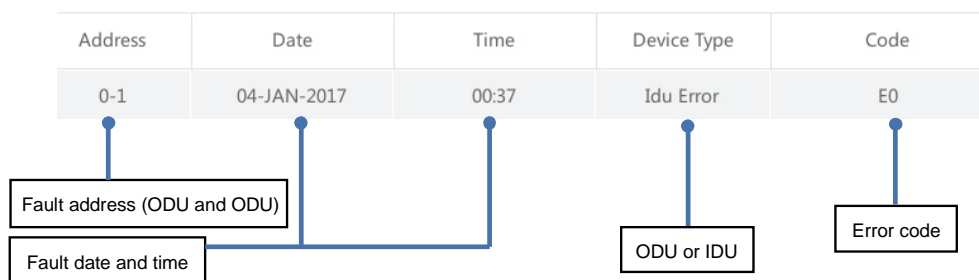 Address Date Time Device Type Code
0-1 04-JAN-2017 00:37 Idu Error E0
Fault address (ODU and ODU)
Fault date and time
ODU or IDU
Error code